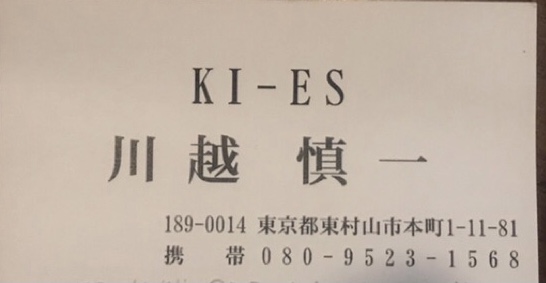 KI-ES
川越 慎一
189-0014 東京都東村山市本町1-11-81
携 帯 080-9523-1568